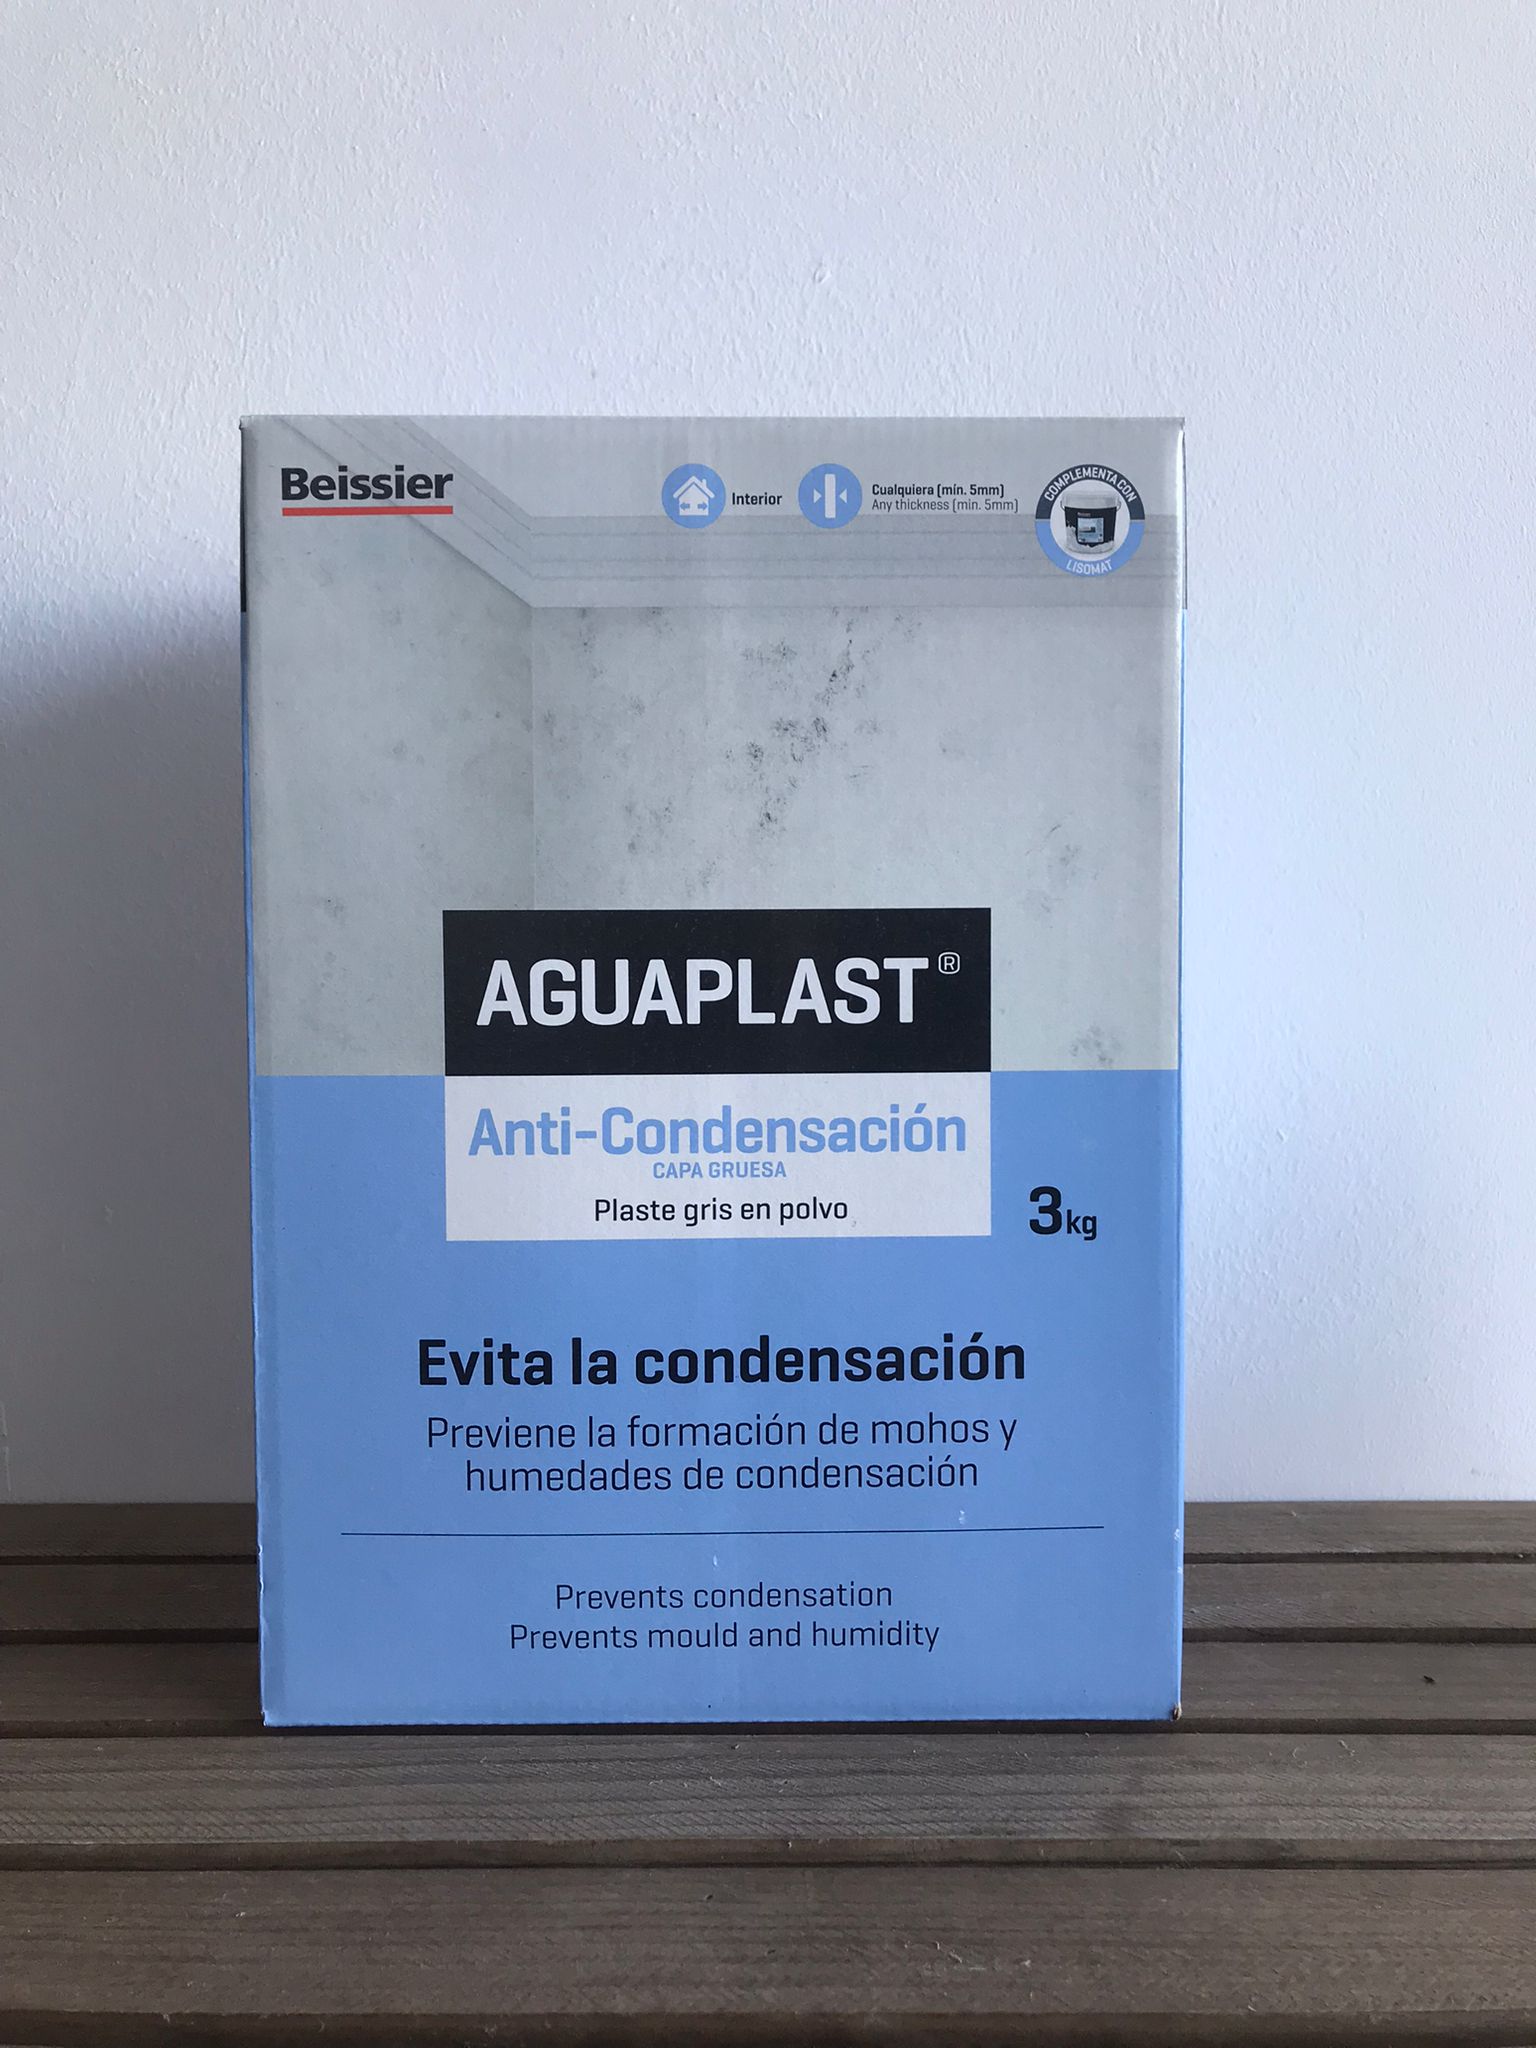 Beissier
Interior
Cualquiera (mín. 5mm)
Any thickness (min. 5mm)
COMPLEMENTA CON
LISOMAT
AGUAPLAST®
Anti-Condensación
CAPA GRUESA
Plaste gris en polvo
3kg
Evita la condensación
Previene la formación de mohos y
humedades de condensación
Prevents condensation
Prevents mould and humidity